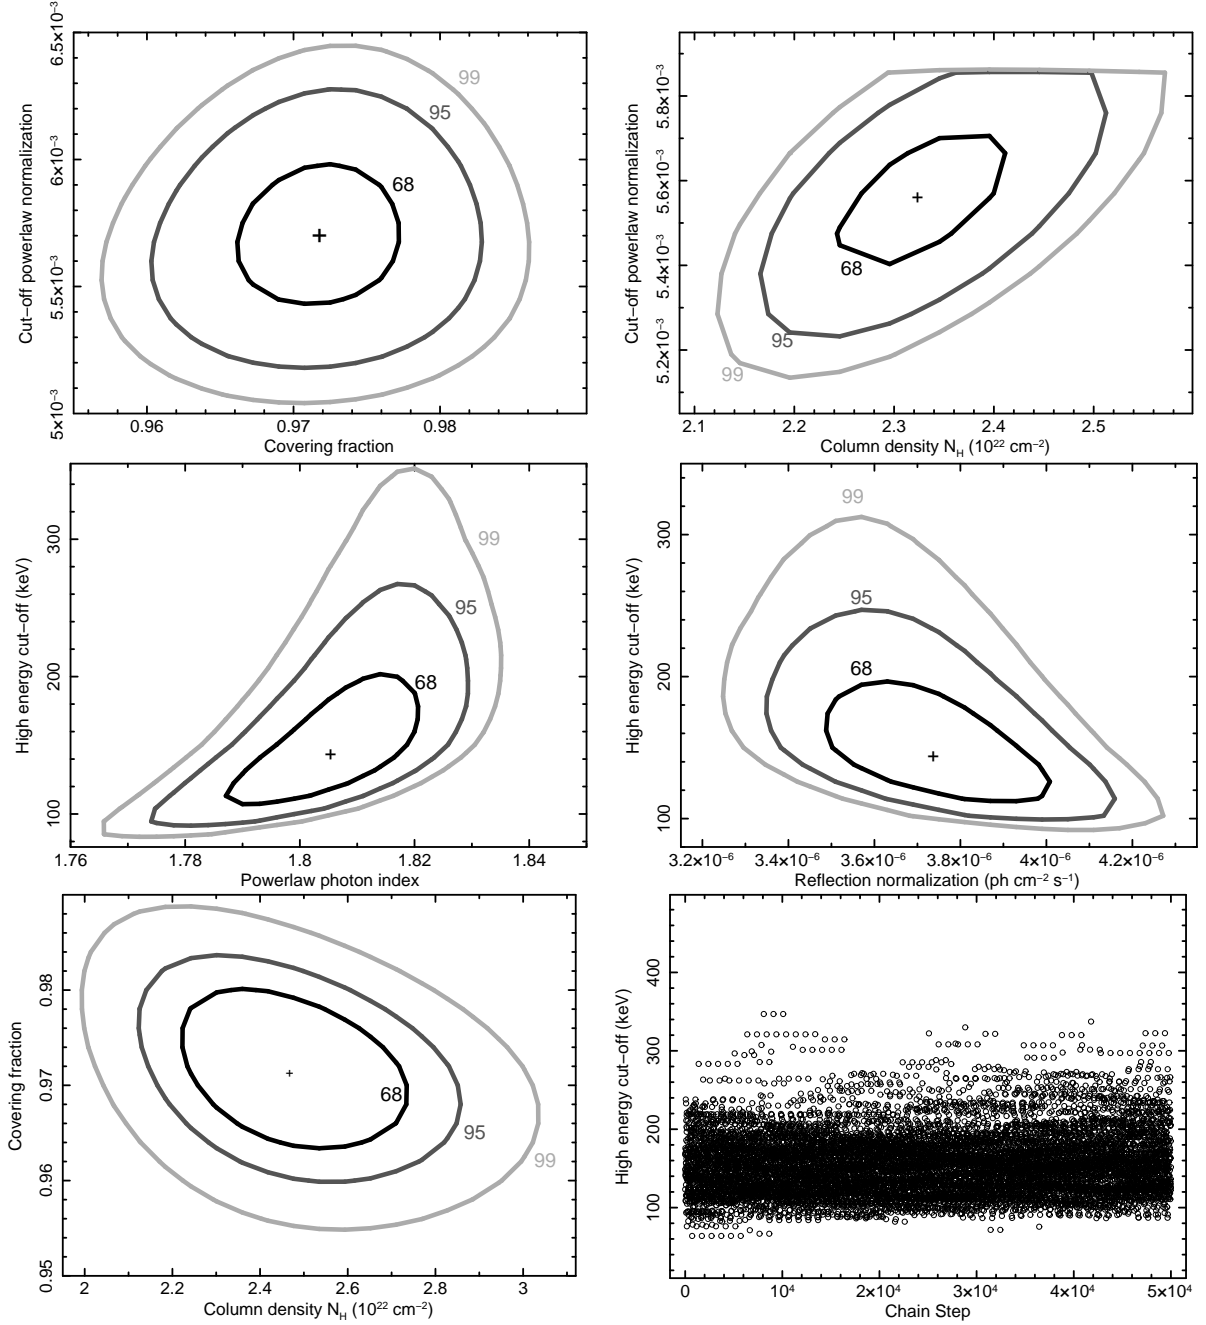 Cut−off powerlaw normalization
5×10⁻³ 5.5×10⁻³ 6×10⁻³ 6.5×10⁻³
99
95
68
0.96 0.97 0.98
Covering fraction
Cut−off powerlaw normalization
5.2×10⁻³ 5.4×10⁻³ 5.6×10⁻³ 5.8×10⁻³
68
95
99
2.1 2.2 2.3 2.4 2.5
Column density N_H (10²² cm⁻²)
High energy cut−off (keV)
100 200 300
99
95
68
1.76 1.78 1.8 1.82 1.84
Powerlaw photon index
High energy cut−off (keV)
100 200 300
99
95
68
3.2×10⁻⁶ 3.4×10⁻⁶ 3.6×10⁻⁶ 3.8×10⁻⁶ 4×10⁻⁶ 4.2×10⁻⁶
Reflection normalization (ph cm⁻² s⁻¹)
Covering fraction
0.95 0.96 0.97 0.98
68
95
99
2 2.2 2.4 2.6 2.8 3
Column density N_H (10²² cm⁻²)
High energy cut−off (keV)
100 200 300 400
0 10⁴ 2×10⁴ 3×10⁴ 4×10⁴ 5×10⁴
Chain Step